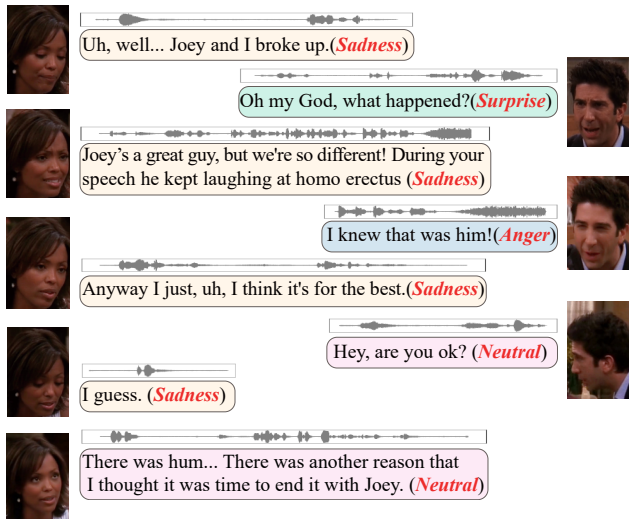 Uh, well... Joey and I broke up.(Sadness)
Oh my God, what happened?(Surprise)
Joey's a great guy, but we're so different! During your
speech he kept laughing at homo erectus (Sadness)
I knew that was him!(Anger)
Anyway I just, uh, I think it's for the best.(Sadness)
Hey, are you ok? (Neutral)
I guess. (Sadness)
There was hum... There was another reason that
I thought it was time to end it with Joey. (Neutral)